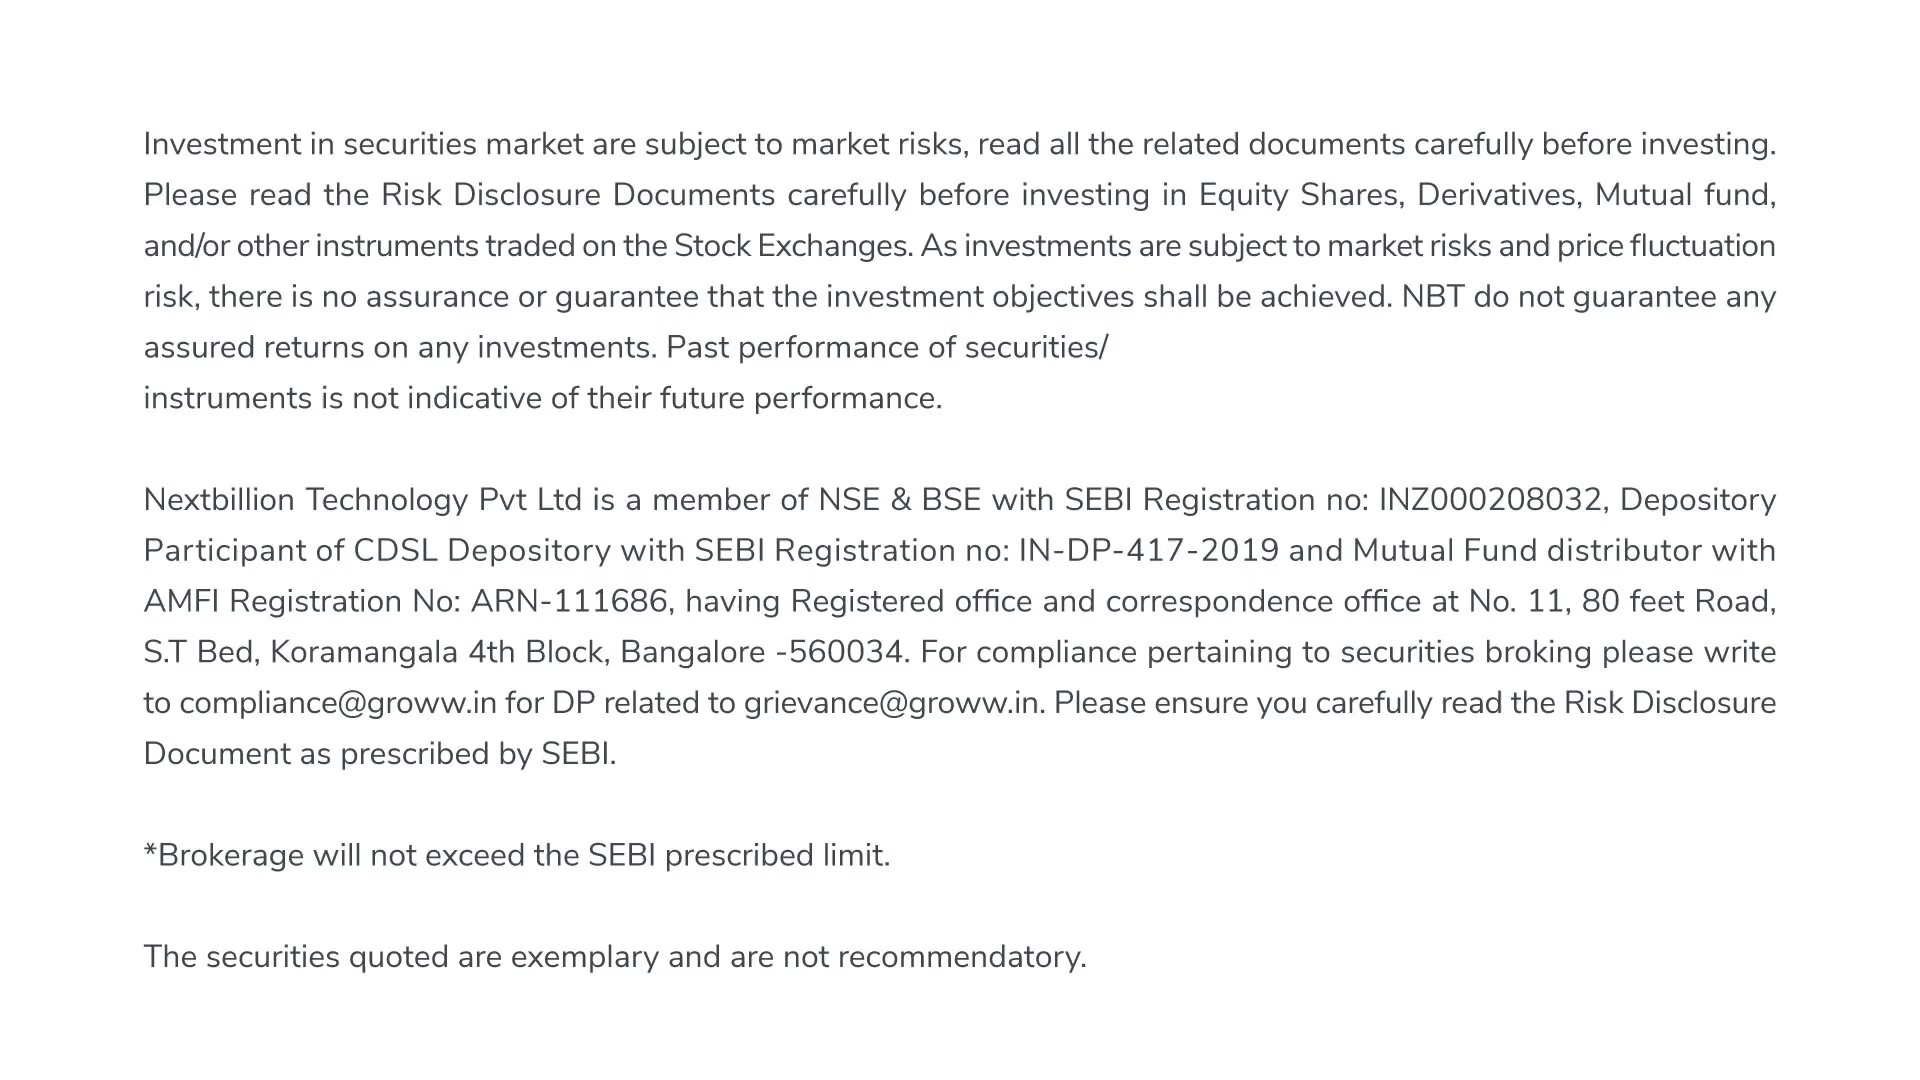 Investment in securities market are subject to market risks, read all the related documents carefully before investing.
Please read the Risk Disclosure Documents carefully before investing in Equity Shares, Derivatives, Mutual fund,
and/or other instruments traded on the Stock Exchanges. As investments are subject to market risks and price fluctuation
risk, there is no assurance or guarantee that the investment objectives shall be achieved. NBT do not guarantee any
assured returns on any investments. Past performance of securities/
instruments is not indicative of their future performance.
Nextbillion Technology Pvt Ltd is a member of NSE & BSE with SEBI Registration no: INZ000208032, Depository
Participant of CDSL Depository with SEBI Registration no: IN-DP-417-2019 and Mutual Fund distributor with
AMFI Registration No: ARN-111686, having Registered office and correspondence office at No. 11, 80 feet Road,
S.T Bed, Koramangala 4th Block, Bangalore -560034. For compliance pertaining to securities broking please write
to compliance@groww.in for DP related to grievance@groww.in. Please ensure you carefully read the Risk Disclosure
Document as prescribed by SEBI.
*Brokerage will not exceed the SEBI prescribed limit.
The securities quoted are exemplary and are not recommendatory.